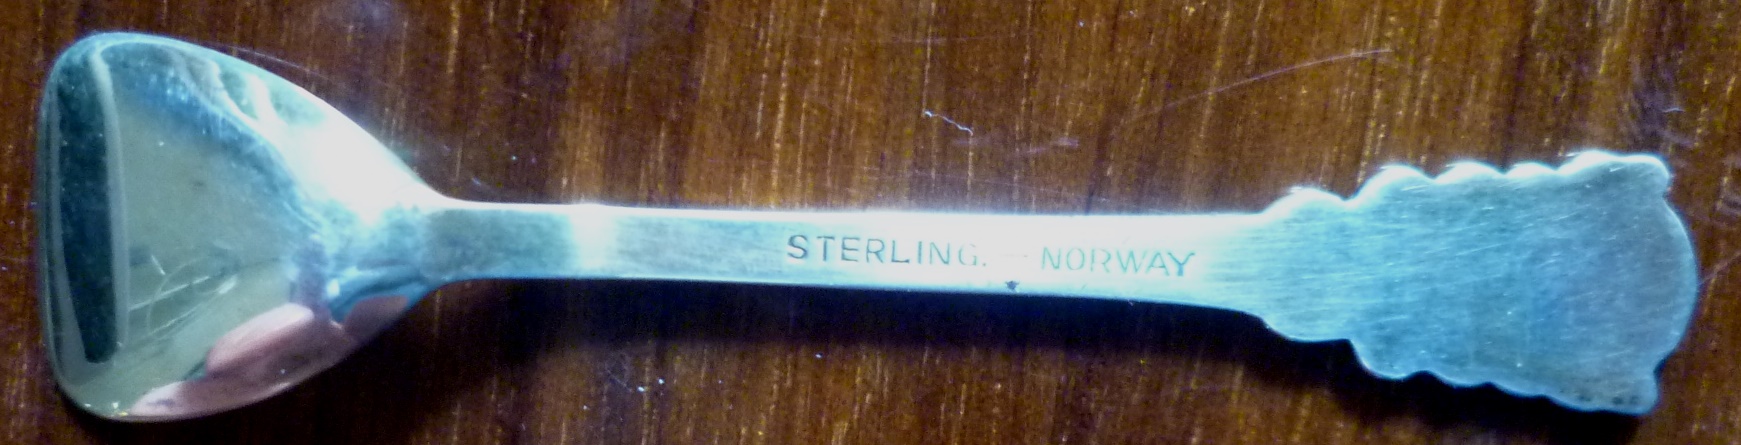 STERLING. – NORWAY